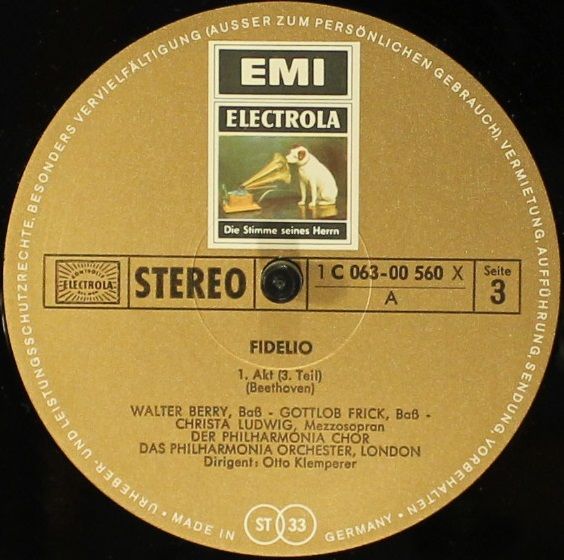 URHEBER- UND LEISTUNGSSCHUTZRECHTE, BESONDERS VERVIELFÄLTIGUNG (AUSSER ZUM PERSÖNLICHEN GEBRAUCH), VERMIETUNG, AUFFÜHRUNG, SENDUNG VORBEHALTEN
EMI
ELECTROLA
Die Stimme seines Herrn
ELECTROLA
STEREO
1 C 063-00 560 X
A
Seite
3
FIDELIO
1. Akt (3. Teil)
(Beethoven)
WALTER BERRY, Baß - GOTTLOB FRICK, Baß -
CHRISTA LUDWIG, Mezzosopran
DER PHILHARMONIA CHOR
DAS PHILHARMONIA ORCHESTER, LONDON
Dirigent: Otto Klemperer
• MADE IN ST 33 GERMANY •